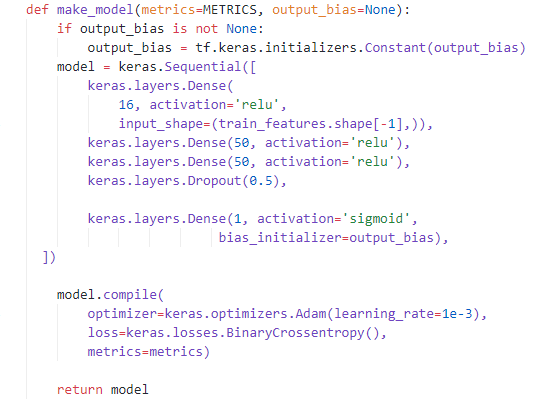 def make_model(metrics=METRICS, output_bias=None):
    if output_bias is not None:
        output_bias = tf.keras.initializers.Constant(output_bias)
    model = keras.Sequential([
        keras.layers.Dense(
            16, activation='relu',
            input_shape=(train_features.shape[-1],)),
        keras.layers.Dense(50, activation='relu'),
        keras.layers.Dense(50, activation='relu'),
        keras.layers.Dropout(0.5),

        keras.layers.Dense(1, activation='sigmoid',
                         bias_initializer=output_bias),
  ])

    model.compile(
        optimizer=keras.optimizers.Adam(learning_rate=1e-3),
        loss=keras.losses.BinaryCrossentropy(),
        metrics=metrics)

    return model